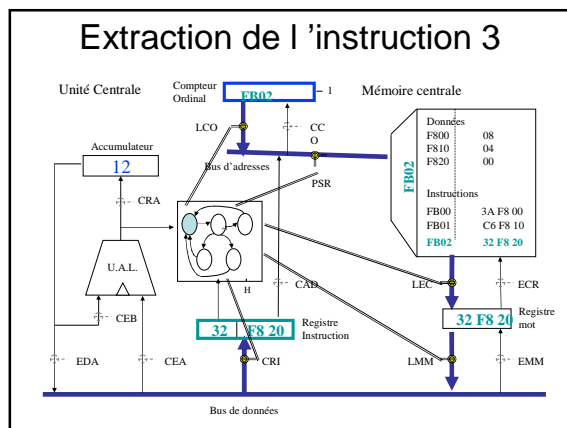 Extraction de l ’instruction 3
Unité Centrale
Compteur
Ordinal
FB02
1
Mémoire centrale
LCO
CC
O
Bus d’adresses
PSR
Accumulateur
12
CRA
FB02
Données
F800 08
F810 04
F820 00
Instructions
FB00 3A F8 00
FB01 C6 F8 10
FB02 32 F8 20
U.A.L.
H
CAD
LEC
ECR
CEB
32 F8 20
Registre
Instruction
32 F8 20
Registre
mot
EDA
CEA
CRI
LMM
EMM
Bus de données